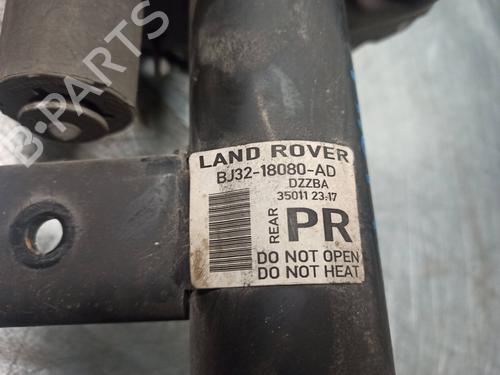 LAND ROVER
BJ32-18080-AD
DZZBA
35011 23:17
REAR
PR
DO NOT OPEN
DO NOT HEAT
B-PARTS